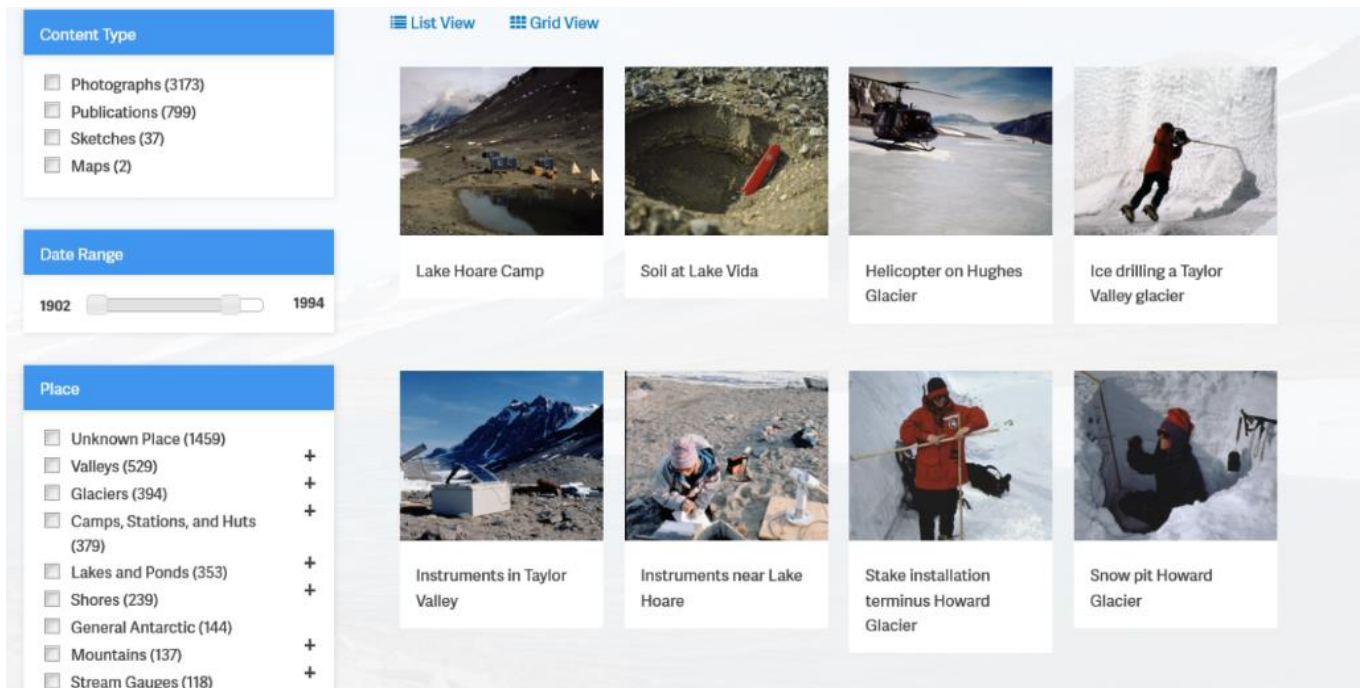 Content Type
Photographs (3173)
Publications (799)
Sketches (37)
Maps (2)
Date Range
1902
1994
Place
Unknown Place (1459)
Valleys (529)
+
Glaciers (394)
+
Camps, Stations, and Huts
(379)
+
Lakes and Ponds (353)
+
Shores (239)
+
General Antarctic (144)
Mountains (137)
+
Stream Gauges (118)
+
List View
Grid View
Lake Hoare Camp
Soil at Lake Vida
Helicopter on Hughes
Glacier
Ice drilling a Taylor
Valley glacier
Instruments in Taylor
Valley
Instruments near Lake
Hoare
Stake installation
terminus Howard
Glacier
Snow pit Howard
Glacier